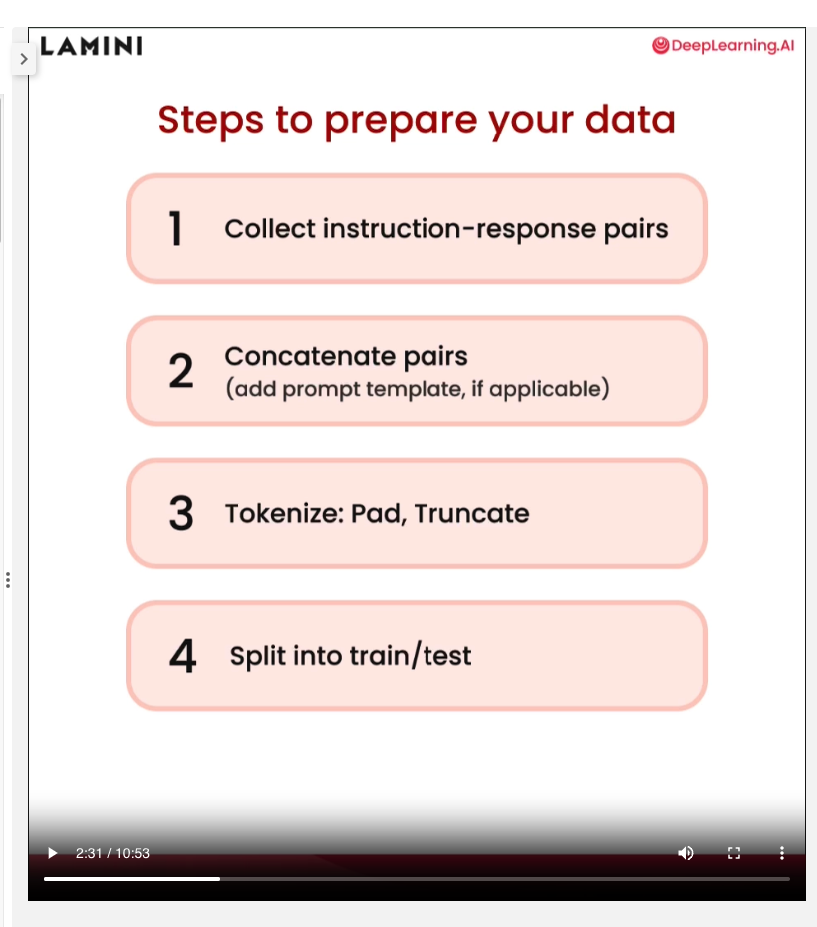 LAMINI
DeepLearning.AI
Steps to prepare your data
1 Collect instruction-response pairs
2 Concatenate pairs
(add prompt template, if applicable)
3 Tokenize: Pad, Truncate
4 Split into train/test
2:31 / 10:53